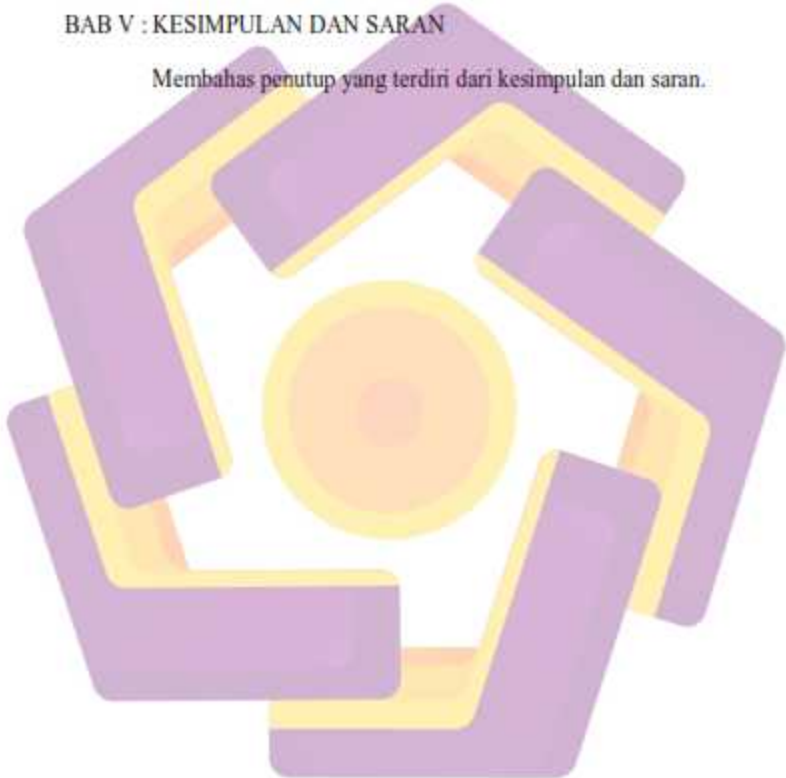 BAB V : KESIMPULAN DAN SARAN
Membahas penutup yang terdiri dari kesimpulan dan saran.